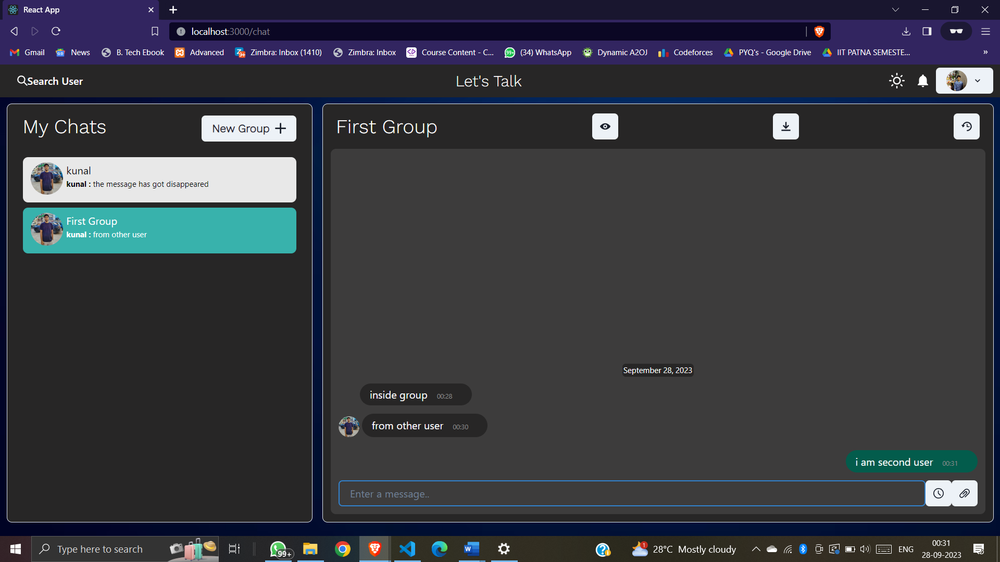 React App
localhost:3000/chat
Gmail News B. Tech Ebook Advanced Zimbra: Inbox (1410) Zimbra: Inbox Course Content - C... (34) WhatsApp Dynamic A2OJ Codeforces PYQ's - Google Drive IIT PATNA SEMESTE... »
Search User Let's Talk
My Chats New Group
First Group
kunal
kunal : the message has got disappeared
First Group
kunal : from other user
September 28, 2023
inside group 00:28
from other user 00:30
i am second user 00:31
Enter a message..
Type here to search 99+ 1 28°C Mostly cloudy ENG 00:31
28-09-2023